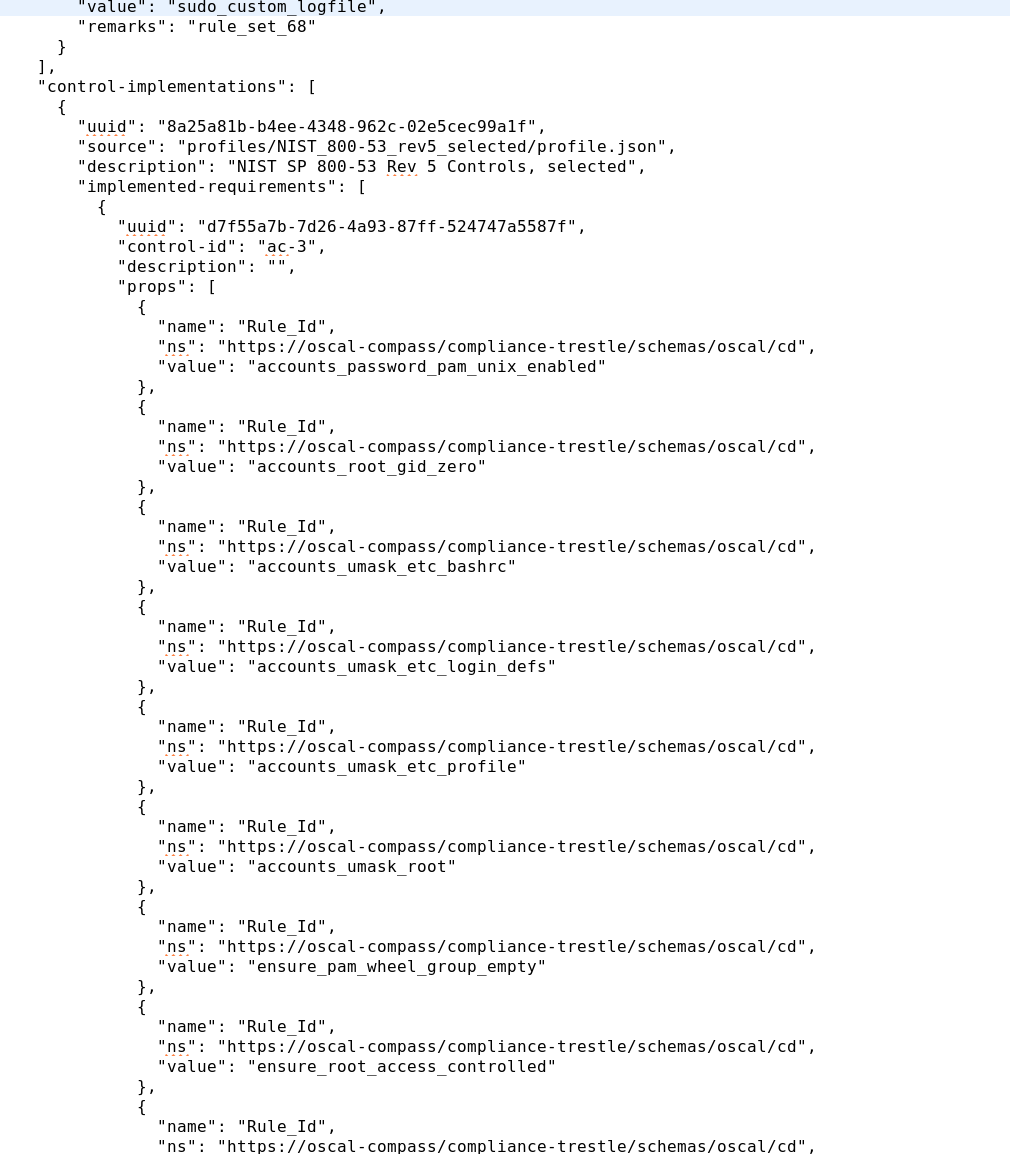 "value": "sudo_custom_logfile",
"remarks": "rule_set_68"
}
],
"control-implementations": [
{
"uuid": "8a25a81b-b4ee-4348-962c-02e5cec99a1f",
"source": "profiles/NIST_800-53_rev5_selected/profile.json",
"description": "NIST SP 800-53 Rev 5 Controls, selected",
"implemented-requirements": [
{
"uuid": "d7f55a7b-7d26-4a93-87ff-524747a5587f",
"control-id": "ac-3",
"description": "",
"props": [
{
"name": "Rule_Id",
"ns": "https://oscal-compass/compliance-trestle/schemas/oscal/cd",
"value": "accounts_password_pam_unix_enabled"
},
{
"name": "Rule_Id",
"ns": "https://oscal-compass/compliance-trestle/schemas/oscal/cd",
"value": "accounts_root_gid_zero"
},
{
"name": "Rule_Id",
"ns": "https://oscal-compass/compliance-trestle/schemas/oscal/cd",
"value": "accounts_umask_etc_bashrc"
},
{
"name": "Rule_Id",
"ns": "https://oscal-compass/compliance-trestle/schemas/oscal/cd",
"value": "accounts_umask_etc_login_defs"
},
{
"name": "Rule_Id",
"ns": "https://oscal-compass/compliance-trestle/schemas/oscal/cd",
"value": "accounts_umask_etc_profile"
},
{
"name": "Rule_Id",
"ns": "https://oscal-compass/compliance-trestle/schemas/oscal/cd",
"value": "accounts_umask_root"
},
{
"name": "Rule_Id",
"ns": "https://oscal-compass/compliance-trestle/schemas/oscal/cd",
"value": "ensure_pam_wheel_group_empty"
},
{
"name": "Rule_Id",
"ns": "https://oscal-compass/compliance-trestle/schemas/oscal/cd",
"value": "ensure_root_access_controlled"
},
{
"name": "Rule_Id",
"ns": "https://oscal-compass/compliance-trestle/schemas/oscal/cd",